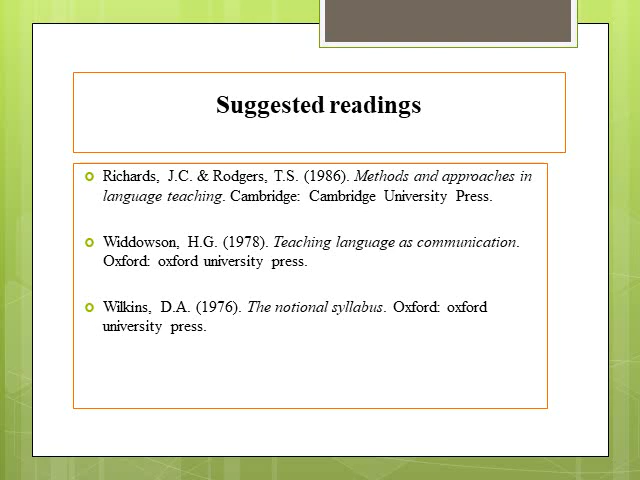 Suggested readings
Richards, J.C. & Rodgers, T.S. (1986). Methods and approaches in
language teaching. Cambridge: Cambridge University Press.
Widdowson, H.G. (1978). Teaching language as communication.
Oxford: oxford university press.
Wilkins, D.A. (1976). The notional syllabus. Oxford: oxford
university press.